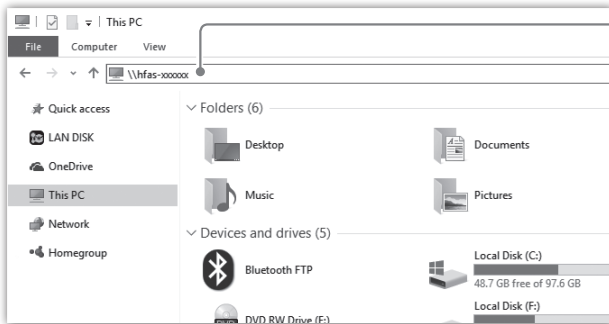 This PC
File Computer View
\\hfas-xxxxxx
Quick access
LAN DISK
OneDrive
This PC
Network
Homegroup
Folders (6)
Desktop
Documents
Music
Pictures
Devices and drives (5)
Bluetooth FTP
Local Disk (C:)
48.7 GB free of 97.6 GB
DVD RW Drive (E:)
Local Disk (F:)